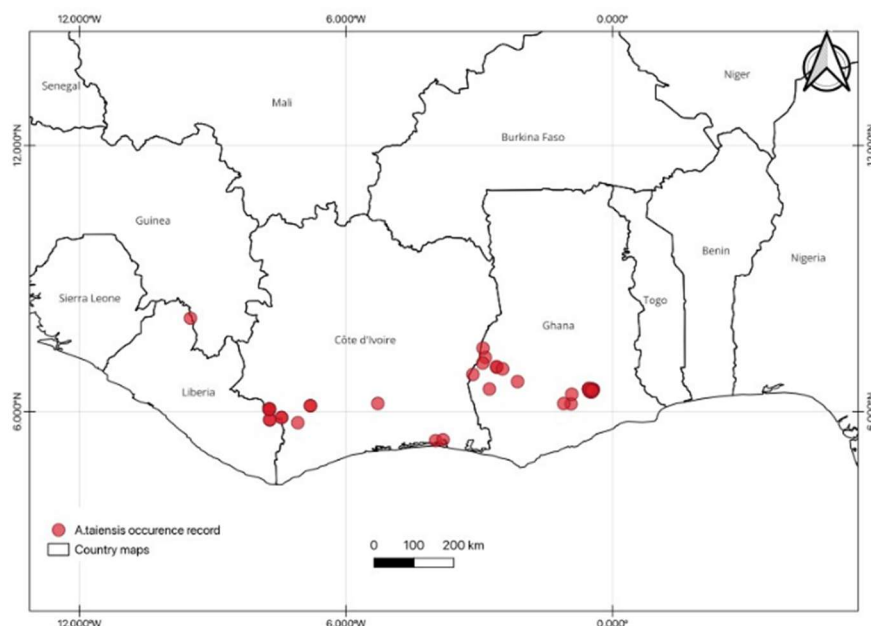 12.000°W 6.000°W 0.000°
Niger
Senegal
Mali
Burkina Faso
12.000°N 12.000°N
Guinea
Benin
Nigeria
Sierra Leone
Togo
Ghana
Côte d'Ivoire
Liberia
6.000°N 6.000°N
A.taiensis occurence record
Country maps
0 100 200 km
12.000°W 6.000°W 0.000°